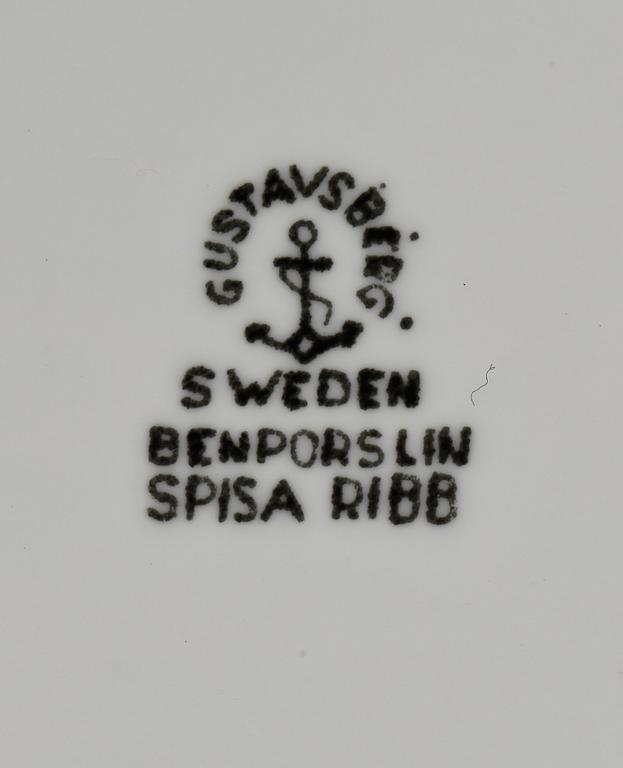 GUSTAVSBERG
SWEDEN
BENPORSLIN
SPISA RIBB